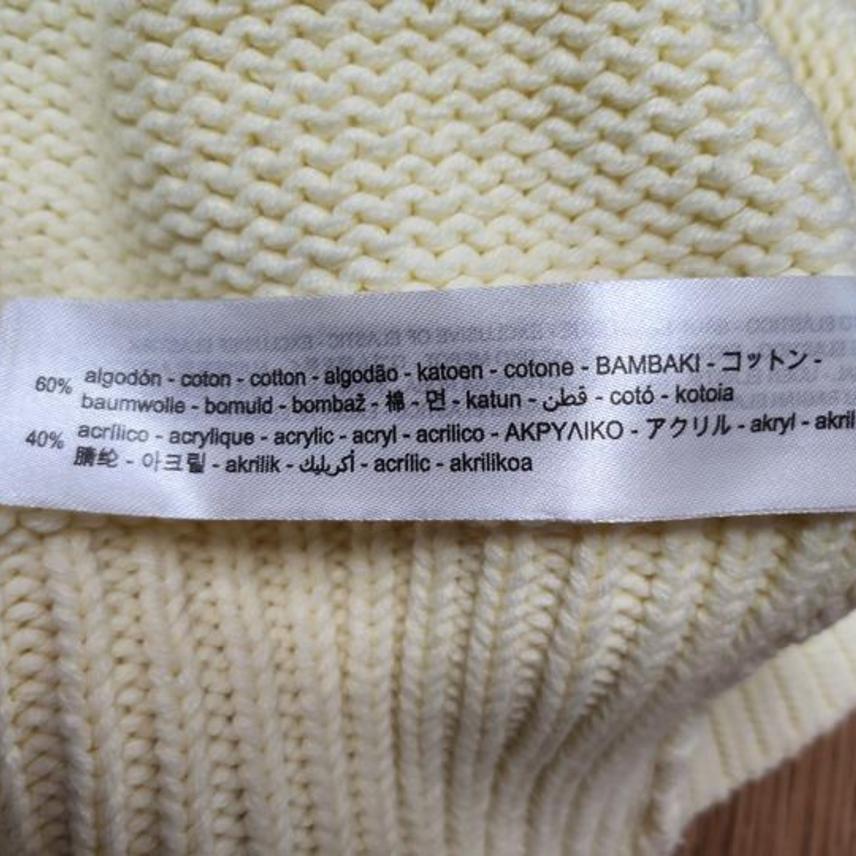 60% algodón - coton - cotton - algodão - katoen - cotone - BAMBAKI - コットン -
baumwolle - bomuld - bombaž - 棉 - 면 - katun - قطن - cotó - kotoia
40% acrílico - acrylique - acrylic - acryl - acrilico - ΑΚΡΥΛΙΚΟ - アクリル - akryl - akril
腈纶 - 아크릴 - akrilik - أكريليك - acrílic - akrilikoa